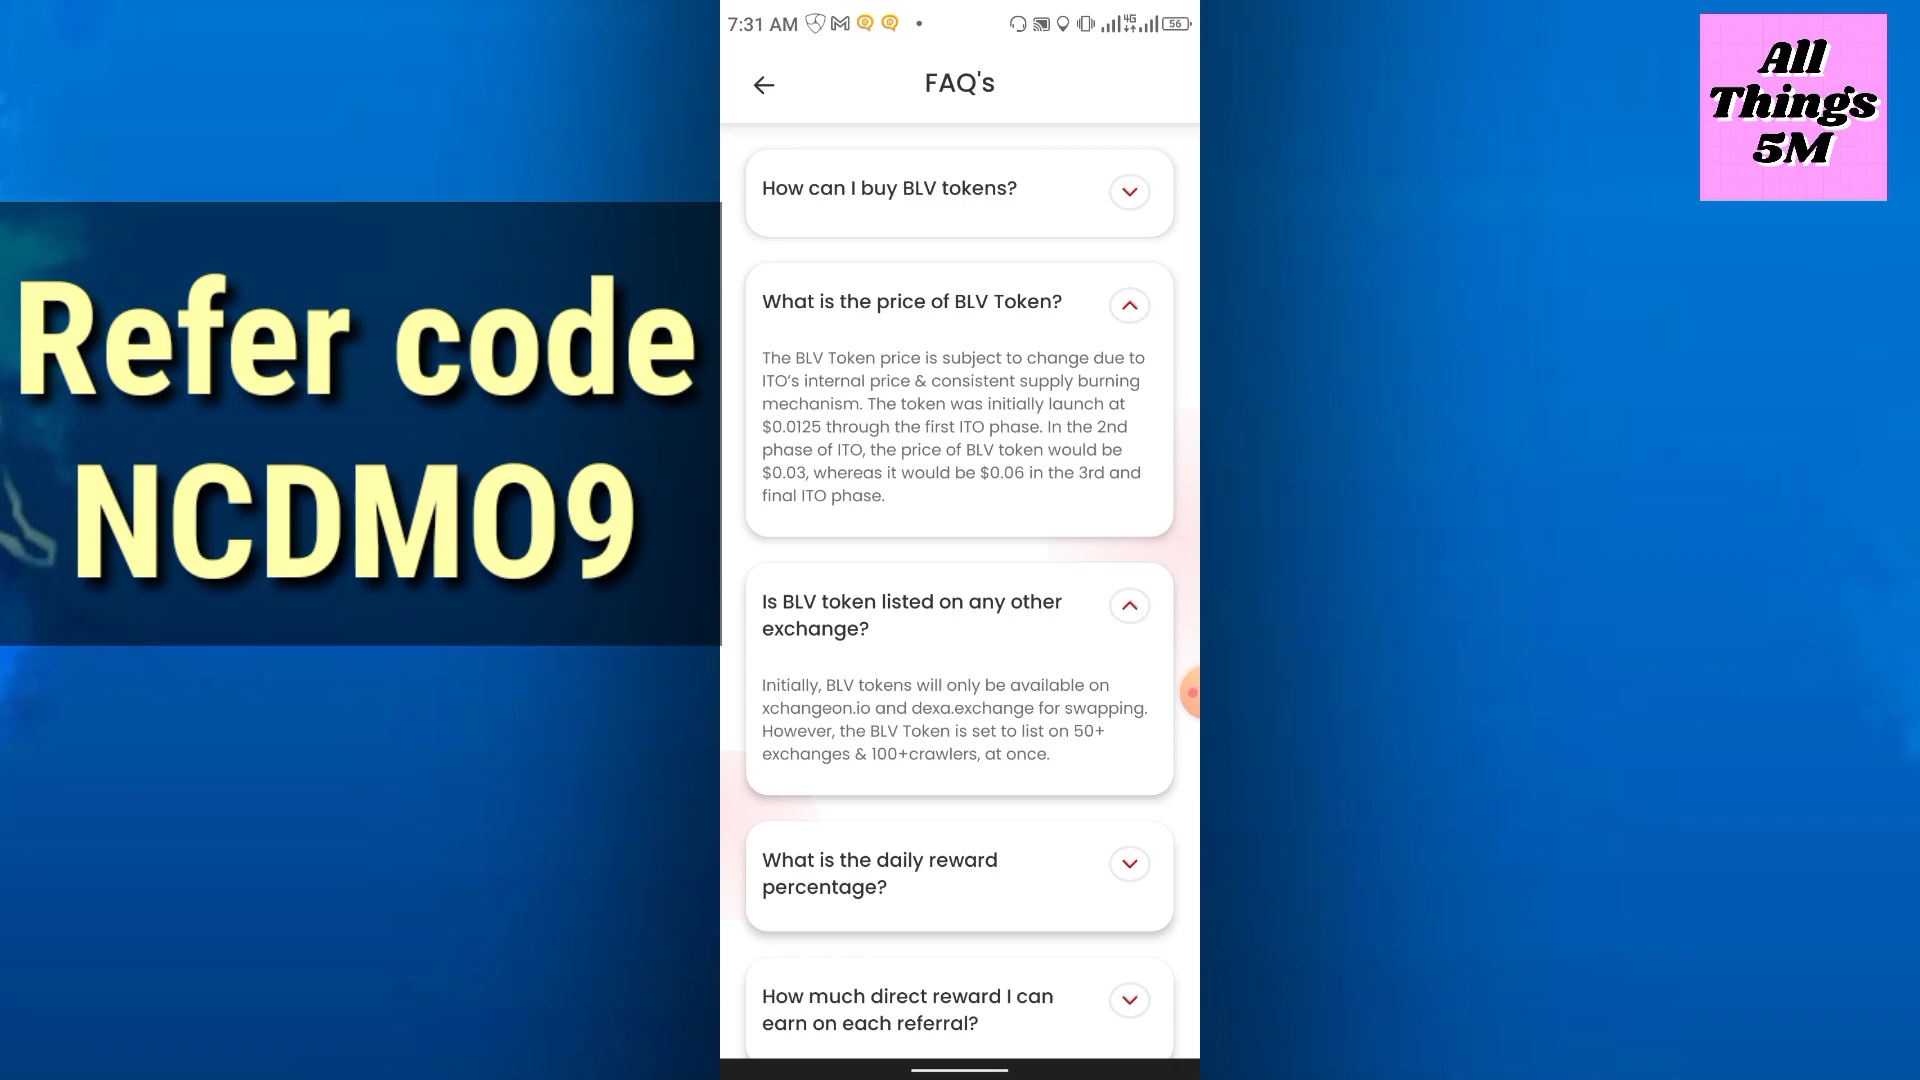 7:31 AM
4G
56
All
Things
5M
FAQ's
Refer code
NCDMO9
How can I buy BLV tokens?
What is the price of BLV Token?
The BLV Token price is subject to change due to
ITO’s internal price & consistent supply burning
mechanism. The token was initially launch at
$0.0125 through the first ITO phase. In the 2nd
phase of ITO, the price of BLV token would be
$0.03, whereas it would be $0.06 in the 3rd and
final ITO phase.
Is BLV token listed on any other
exchange?
Initially, BLV tokens will only be available on
xchangeon.io and dexa.exchange for swapping.
However, the BLV Token is set to list on 50+
exchanges & 100+crawlers, at once.
What is the daily reward
percentage?
How much direct reward I can
earn on each referral?